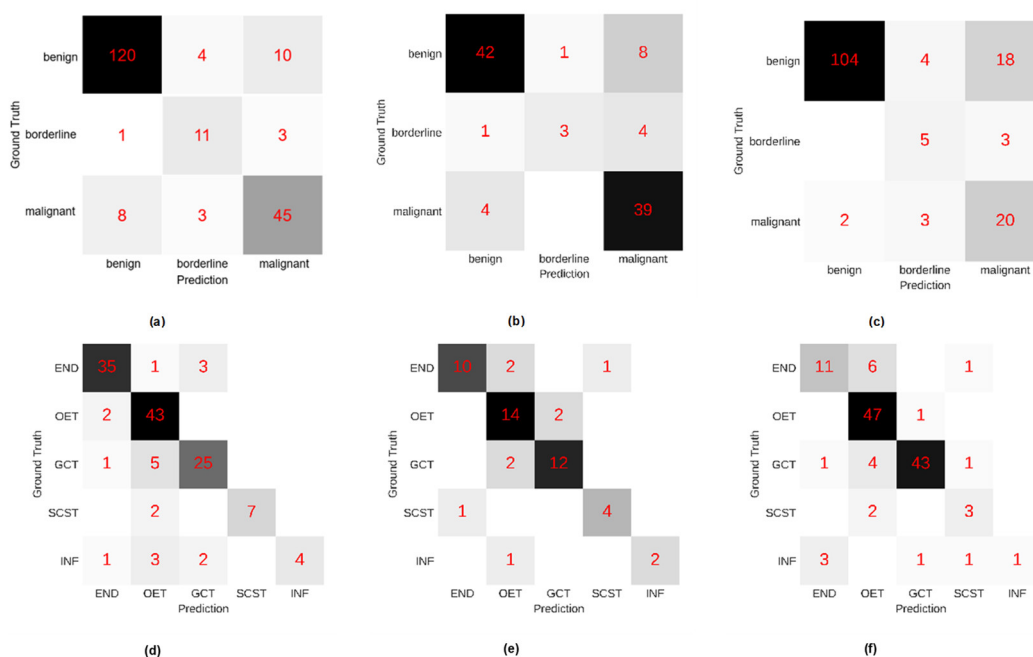 benign 120 4 10
borderline 1 11 3
malignant 8 3 45
benign borderline malignant
Prediction
Ground Truth
(a)
benign 42 1 8
borderline 1 3 4
malignant 4 39
benign borderline malignant
Prediction
Ground Truth
(b)
benign 104 4 18
borderline 5 3
malignant 2 3 20
benign borderline malignant
Prediction
Ground Truth
(c)
END 35 1 3
OET 2 43
GCT 1 5 25
SCST 2 7
INF 1 3 2 4
END OET GCT SCST INF
Prediction
Ground Truth
(d)
END 10 2 1
OET 14 2
GCT 2 12
SCST 1 4
INF 1 2
END OET GCT SCST INF
Prediction
Ground Truth
(e)
END 11 6 1
OET 47 1
GCT 1 4 43 1
SCST 2 3
INF 3 1 1 1
END OET GCT SCST INF
Prediction
Ground Truth
(f)